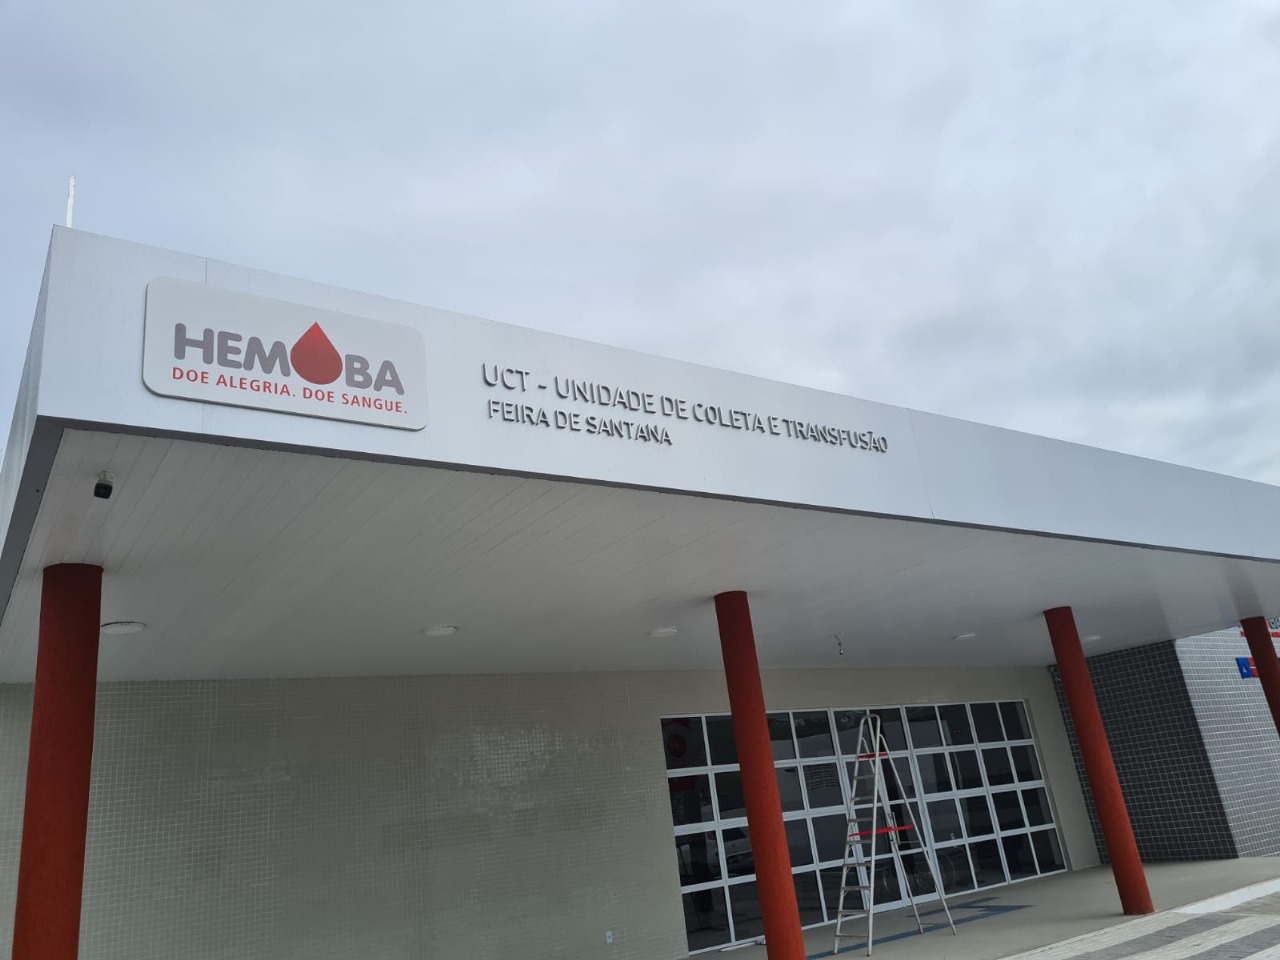 HEMOBA
DOE ALEGRIA. DOE SANGUE.
UCT - UNIDADE DE COLETA E TRANSFUSÃO
FEIRA DE SANTANA